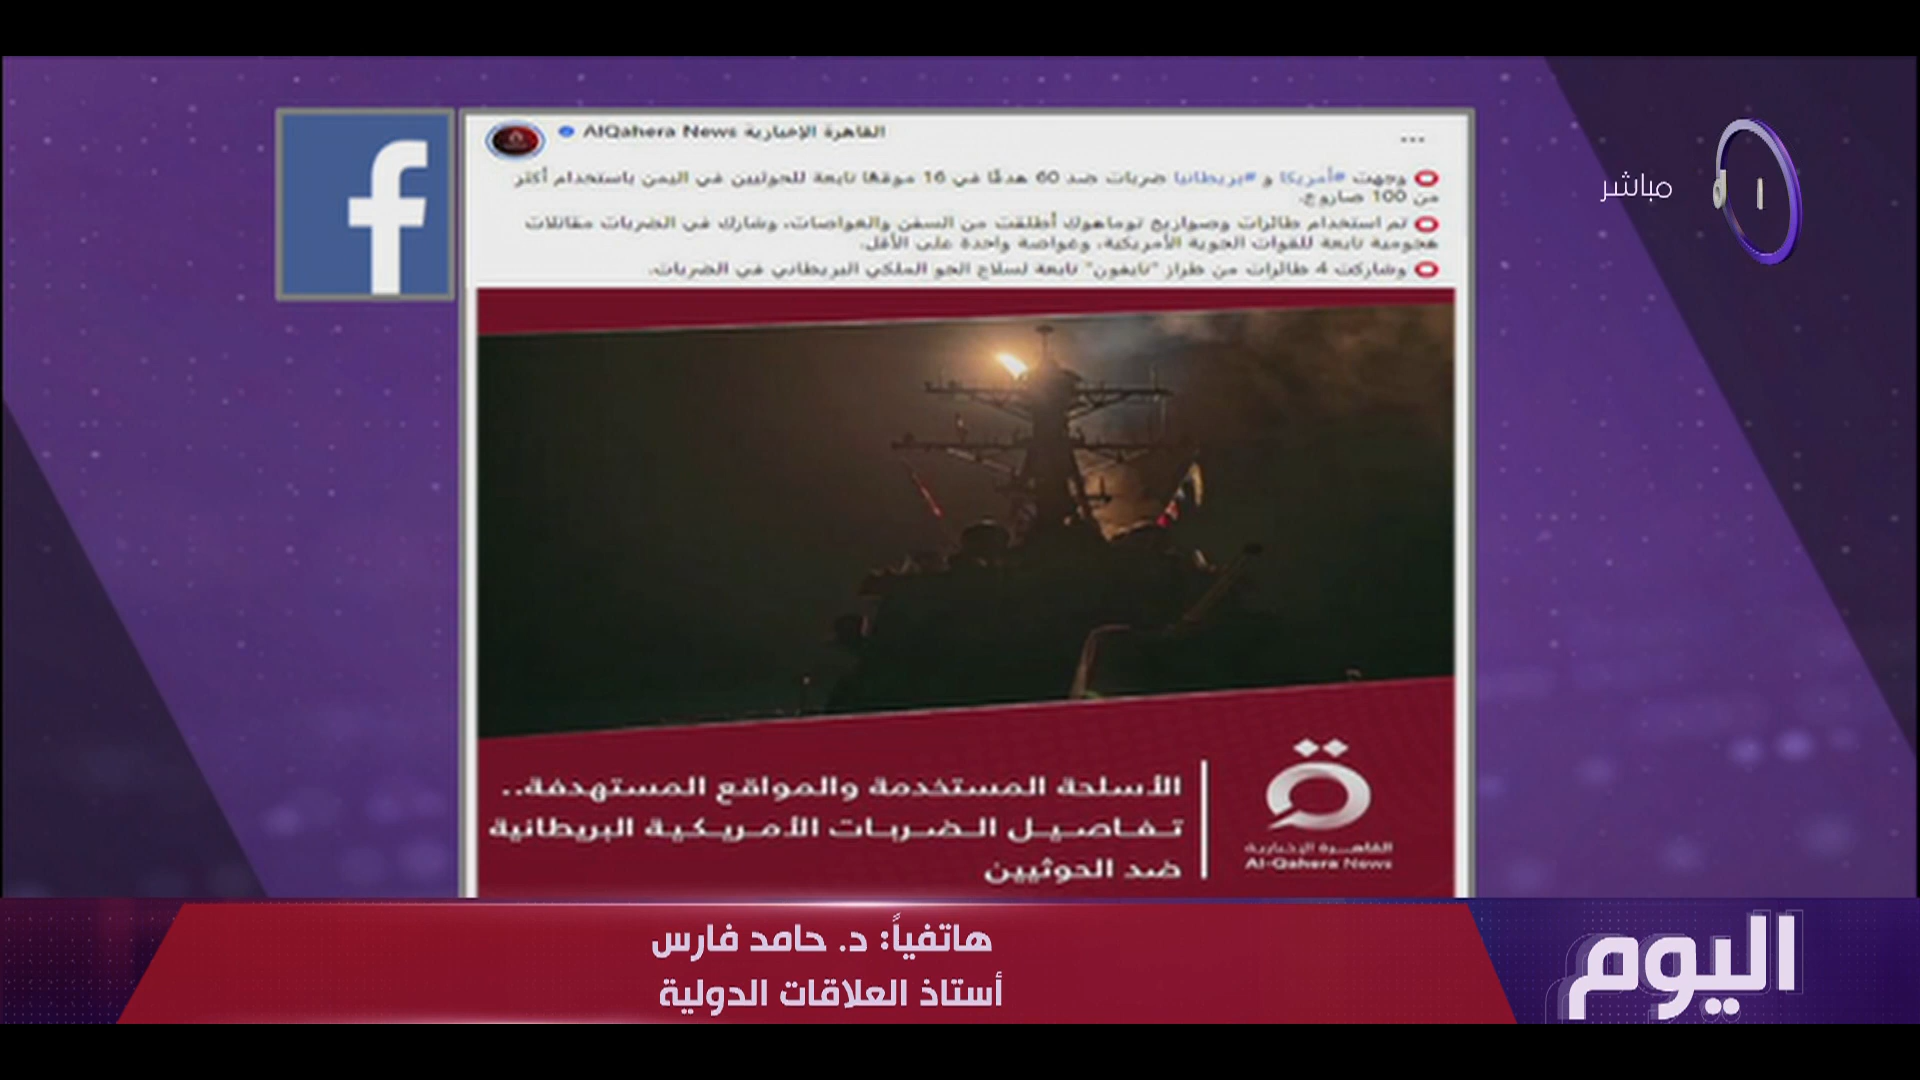 القاهرة الإخبارية AlQahera News
وجهت #أمريكا و #بريطانيا ضربات ضد 60 هدفًا في 16 موقعًا تابعة للحوثيين في اليمن باستخدام أكثر
من 100 صاروخ.
تم استخدام طائرات وصواريخ توماهوك أطلقت من السفن والغواصات، وشارك في الضربات مقاتلات
هجومية تابعة للقوات الجوية الأمريكية، وغواصة واحدة على الأقل.
وشاركت 4 طائرات من طراز "تايفون" تابعة لسلاح الجو الملكي البريطاني في الضربات.
مباشر
الأسلحة المستخدمة والمواقع المستهدفة..
تفاصيل الضربات الأمريكية البريطانية
ضد الحوثيين
القاهرة الإخبارية
Al-Qahera News
هاتفياً: د. حامد فارس
أستاذ العلاقات الدولية
اليوم